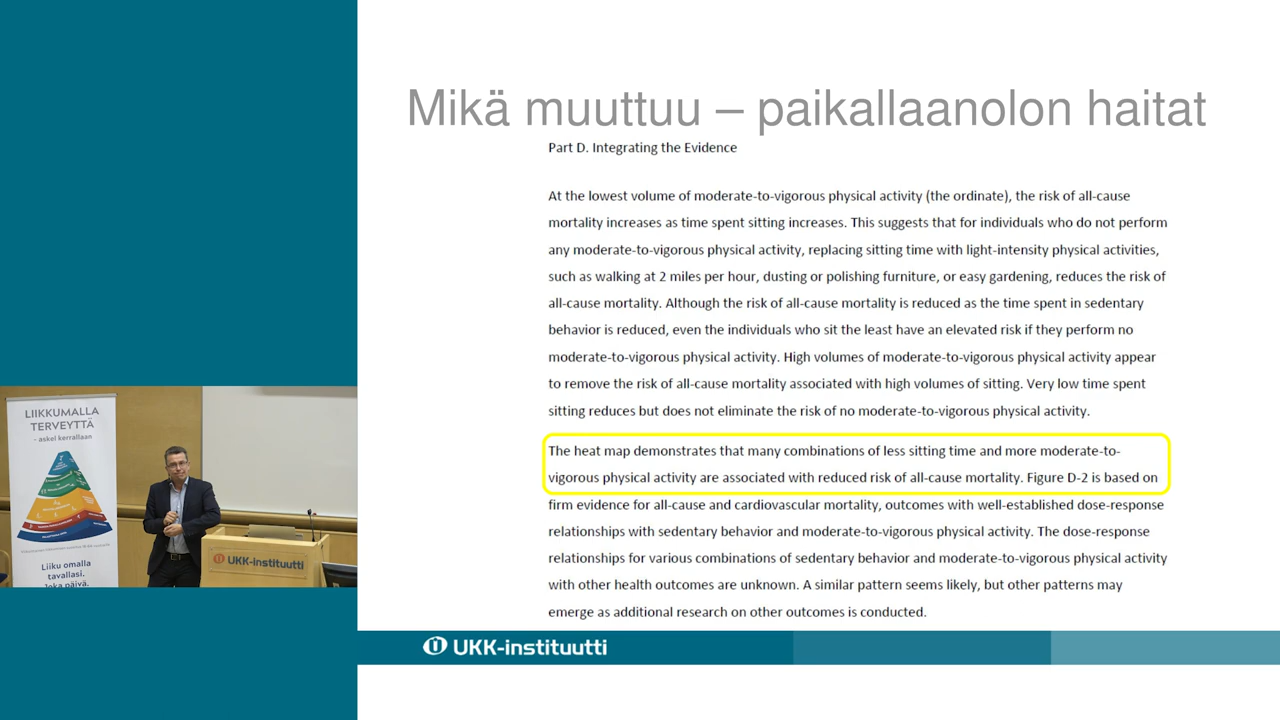 Mikä muuttuu – paikallaanolon haitat
Part D. Integrating the Evidence
At the lowest volume of moderate-to-vigorous physical activity (the ordinate), the risk of all-cause
mortality increases as time spent sitting increases. This suggests that for individuals who do not perform
any moderate-to-vigorous physical activity, replacing sitting time with light-intensity physical activities,
such as walking at 2 miles per hour, dusting or polishing furniture, or easy gardening, reduces the risk of
all-cause mortality. Although the risk of all-cause mortality is reduced as the time spent in sedentary
behavior is reduced, even the individuals who sit the least have an elevated risk if they perform no
moderate-to-vigorous physical activity. High volumes of moderate-to-vigorous physical activity appear
to remove the risk of all-cause mortality associated with high volumes of sitting. Very low time spent
sitting reduces but does not eliminate the risk of no moderate-to-vigorous physical activity.
The heat map demonstrates that many combinations of less sitting time and more moderate-to-
vigorous physical activity are associated with reduced risk of all-cause mortality. Figure D-2 is based on
firm evidence for all-cause and cardiovascular mortality, outcomes with well-established dose-response
relationships with sedentary behavior and moderate-to-vigorous physical activity. The dose-response
relationships for various combinations of sedentary behavior and moderate-to-vigorous physical activity
with other health outcomes are unknown. A similar pattern seems likely, but other patterns may
emerge as additional research on other outcomes is conducted.
UKK-instituutti
LIIKKUMALLA
TERVEYTTÄ
- askel kerrallaan
Liiku omalla
tavallasi.
Joka päivä.
UKK-instituutti